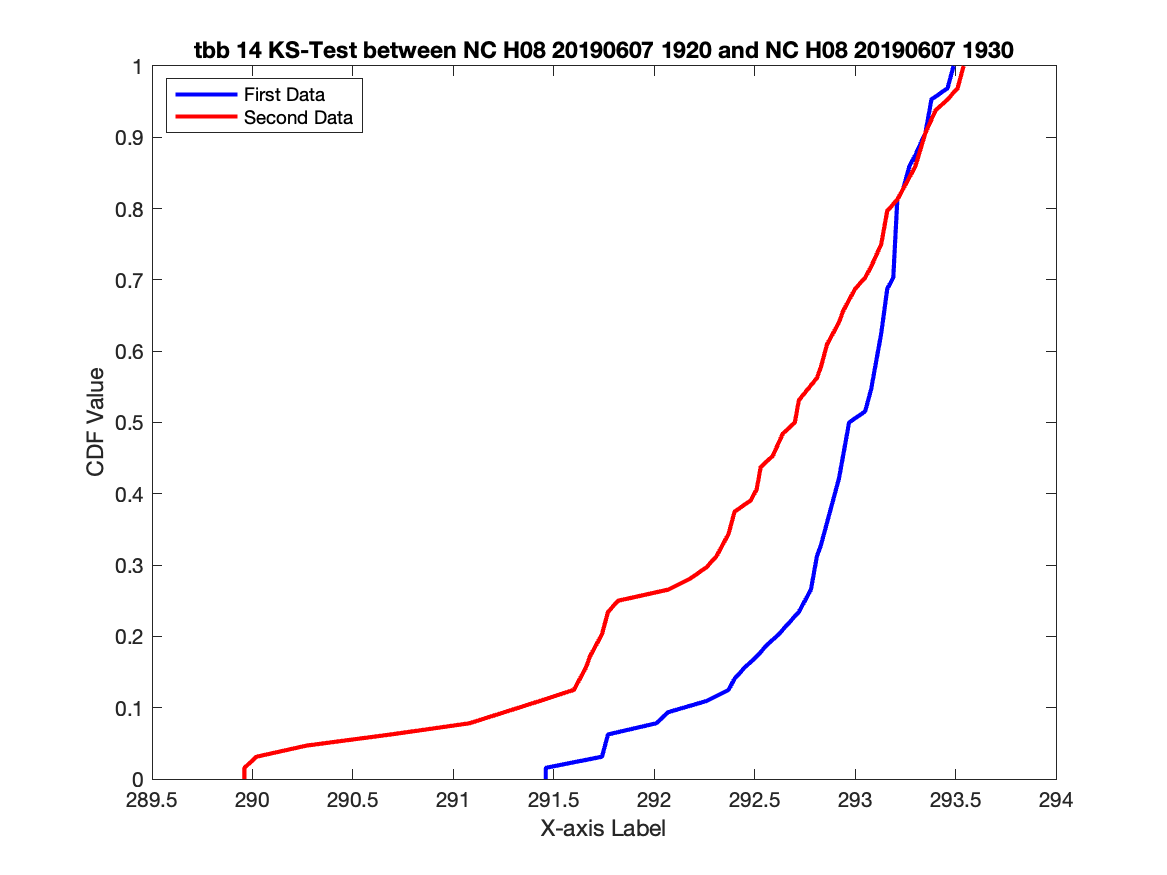 tbb 14 KS-Test between NC H08 20190607 1920 and NC H08 20190607 1930
First Data
Second Data
1
0.9
0.8
0.7
0.6
0.5
0.4
0.3
0.2
0.1
0
CDF Value
289.5 290 290.5 291 291.5 292 292.5 293 293.5 294
X-axis Label